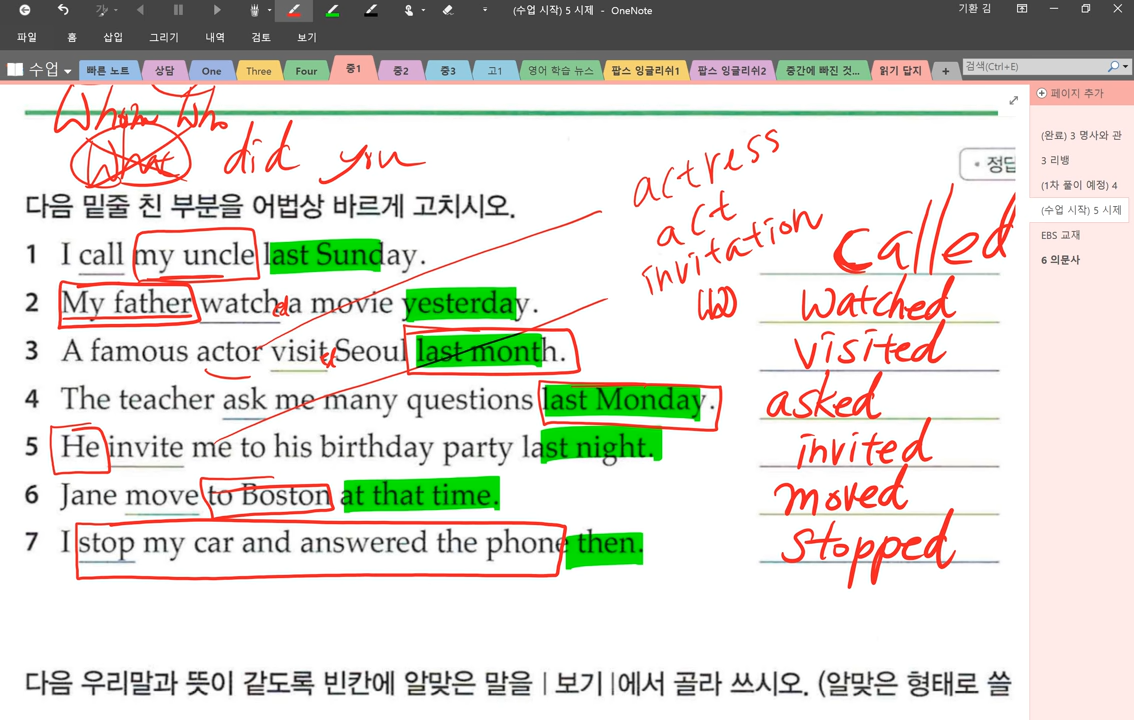 (수업 시작) 5 시제 - OneNote
기환 김
파일 홈 삽입 그리기 내역 검토 보기
수업 빠른 노트 상담 One Three Four 중1 중2 중3 고1 영어 학습 뉴스 팝스 잉글리쉬1 팝스 잉글리쉬2 중간에 빠진 것... 읽기 답지 + 검색(Ctrl+E)
페이지 추가
(완료) 3 명사와 관
3 리뱅
(1차 풀이 예정) 4
(수업 시작) 5 시제
EBS 교재
6 의문사
Whom Who
What did you
actress
act
invitation
정답
다음 밑줄 친 부분을 어법상 바르게 고치시오.
1 I call my uncle last Sunday. called
2 My father watch ed a movie yesterday. watched
3 A famous actor visit ed Seoul last month. visited
4 The teacher ask me many questions last Monday. asked
5 He invite me to his birthday party last night. invited
6 Jane move to Boston at that time. moved
7 I stop my car and answered the phone then. stopped
다음 우리말과 뜻이 같도록 빈칸에 알맞은 말을 | 보기 |에서 골라 쓰시오. (알맞은 형태로 쓸